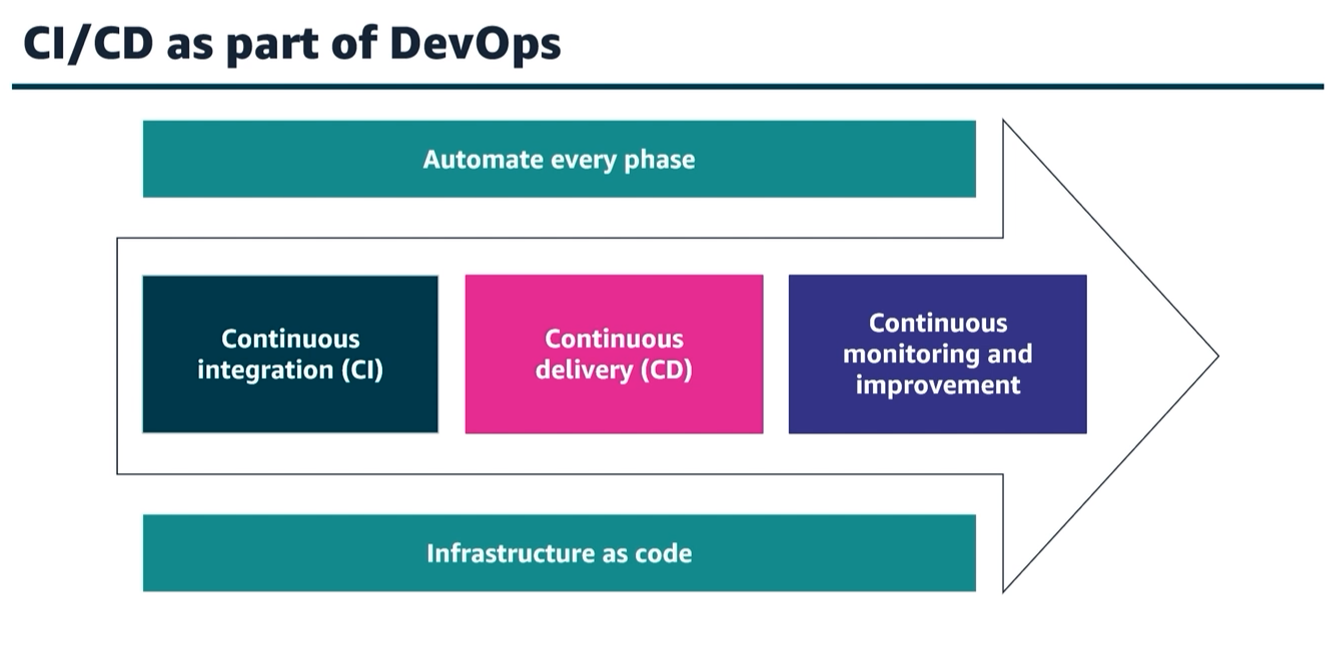 CI/CD as part of DevOps
Automate every phase
Continuous
integration (CI)
Continuous
delivery (CD)
Continuous
monitoring and
improvement
Infrastructure as code